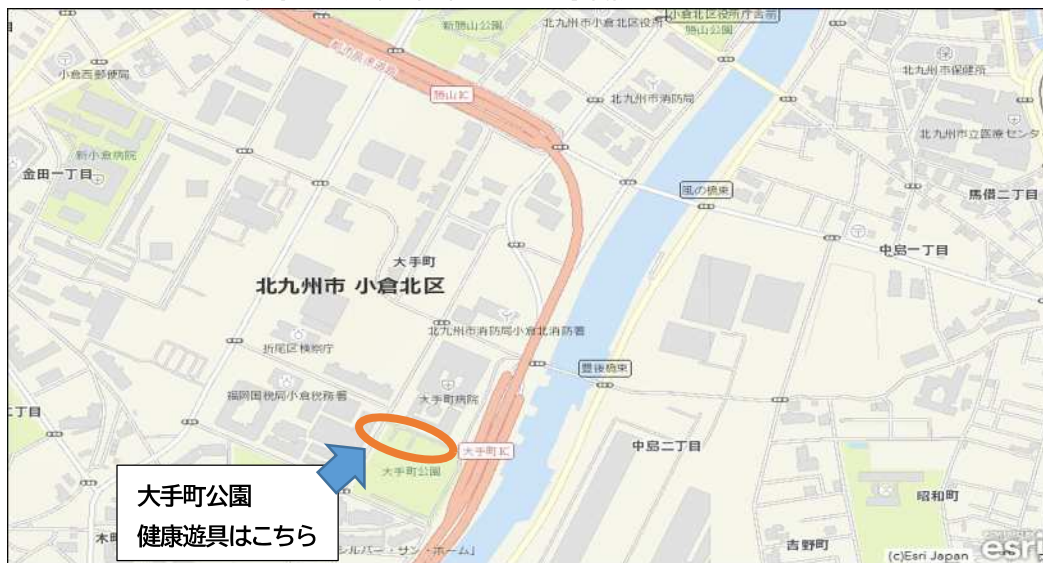 新勝山公園
北九州市小倉北区役所
小倉北区役所庁舎前
勝山公園
小倉西郵便局
都市高速道路
勝山IC
北九州市消防局
北九州市保健所
北九州市立医療センタ
新小倉病院
金田一丁目
風の橋東
馬借二丁目
中島一丁目
大手町
北九州市 小倉北区
北九州市消防局小倉北消防署
折尾区検察庁
豊後橋東
福岡国税局小倉税務署
大手町病院
二丁目
大手町IC
中島二丁目
大手町公園
大手町公園
健康遊具はこちら
昭和町
木町
シルバー・サン・ホーム」
吉野町
(c)Esri Japan
esri